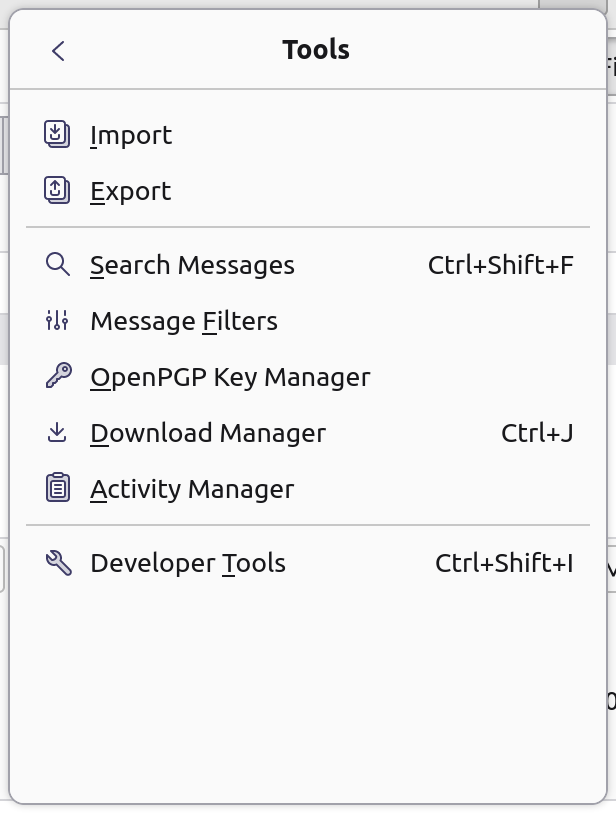 Tools
Import
Export
Search Messages Ctrl+Shift+F
Message Filters
OpenPGP Key Manager
Download Manager Ctrl+J
Activity Manager
Developer Tools Ctrl+Shift+I